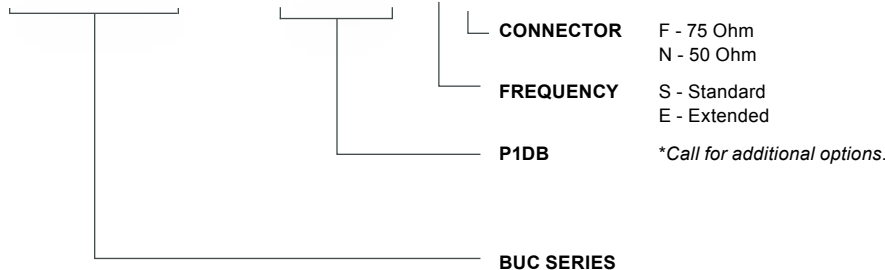 CONNECTOR F - 75 Ohm
N - 50 Ohm
FREQUENCY S - Standard
E - Extended
P1DB *Call for additional options.
BUC SERIES